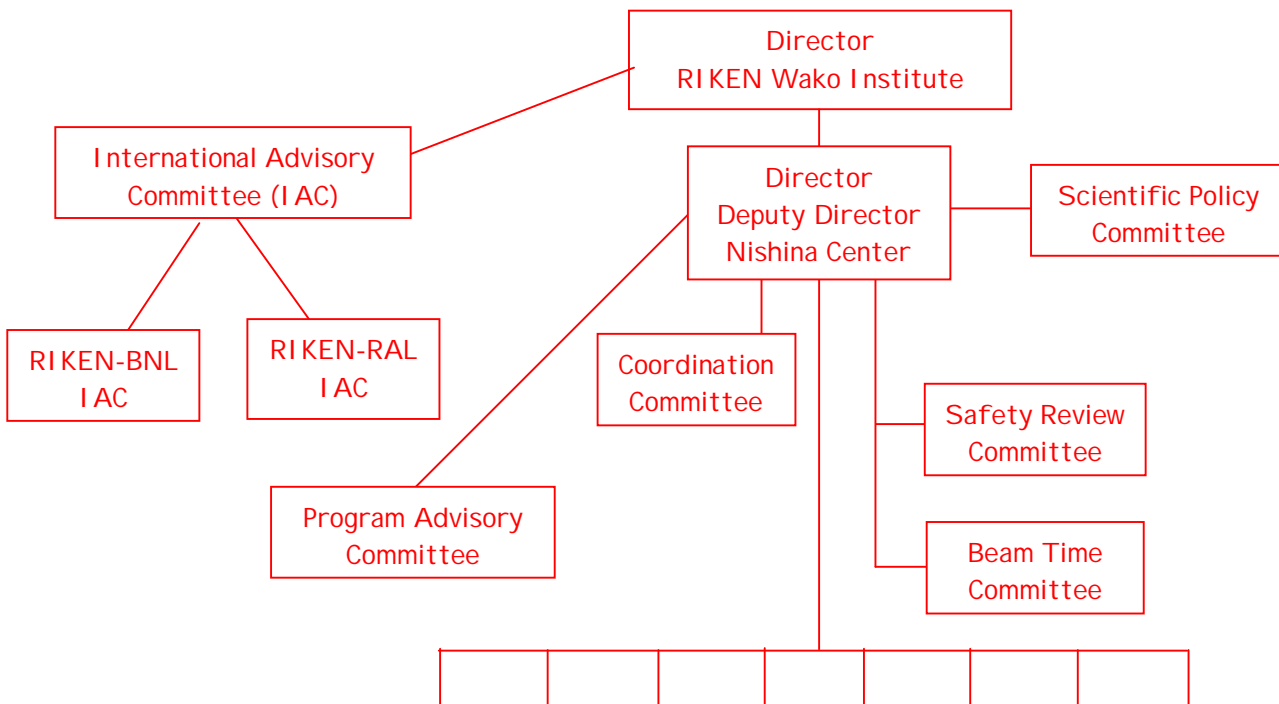 Director
RIKEN Wako Institute
International Advisory
Committee (IAC)
Director
Deputy Director
Nishina Center
Scientific Policy
Committee
RIKEN-BNL
IAC
RIKEN-RAL
IAC
Coordination
Committee
Safety Review
Committee
Program Advisory
Committee
Beam Time
Committee